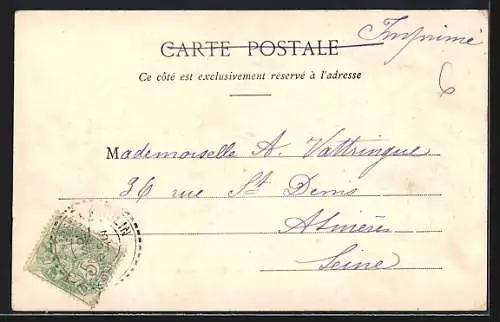 Imprimé
CARTE POSTALE
Ce côté est exclusivement réservé à l'adresse
6
Mademoiselle A. Vattringue
36 rue St Denis
Asnières
Seine